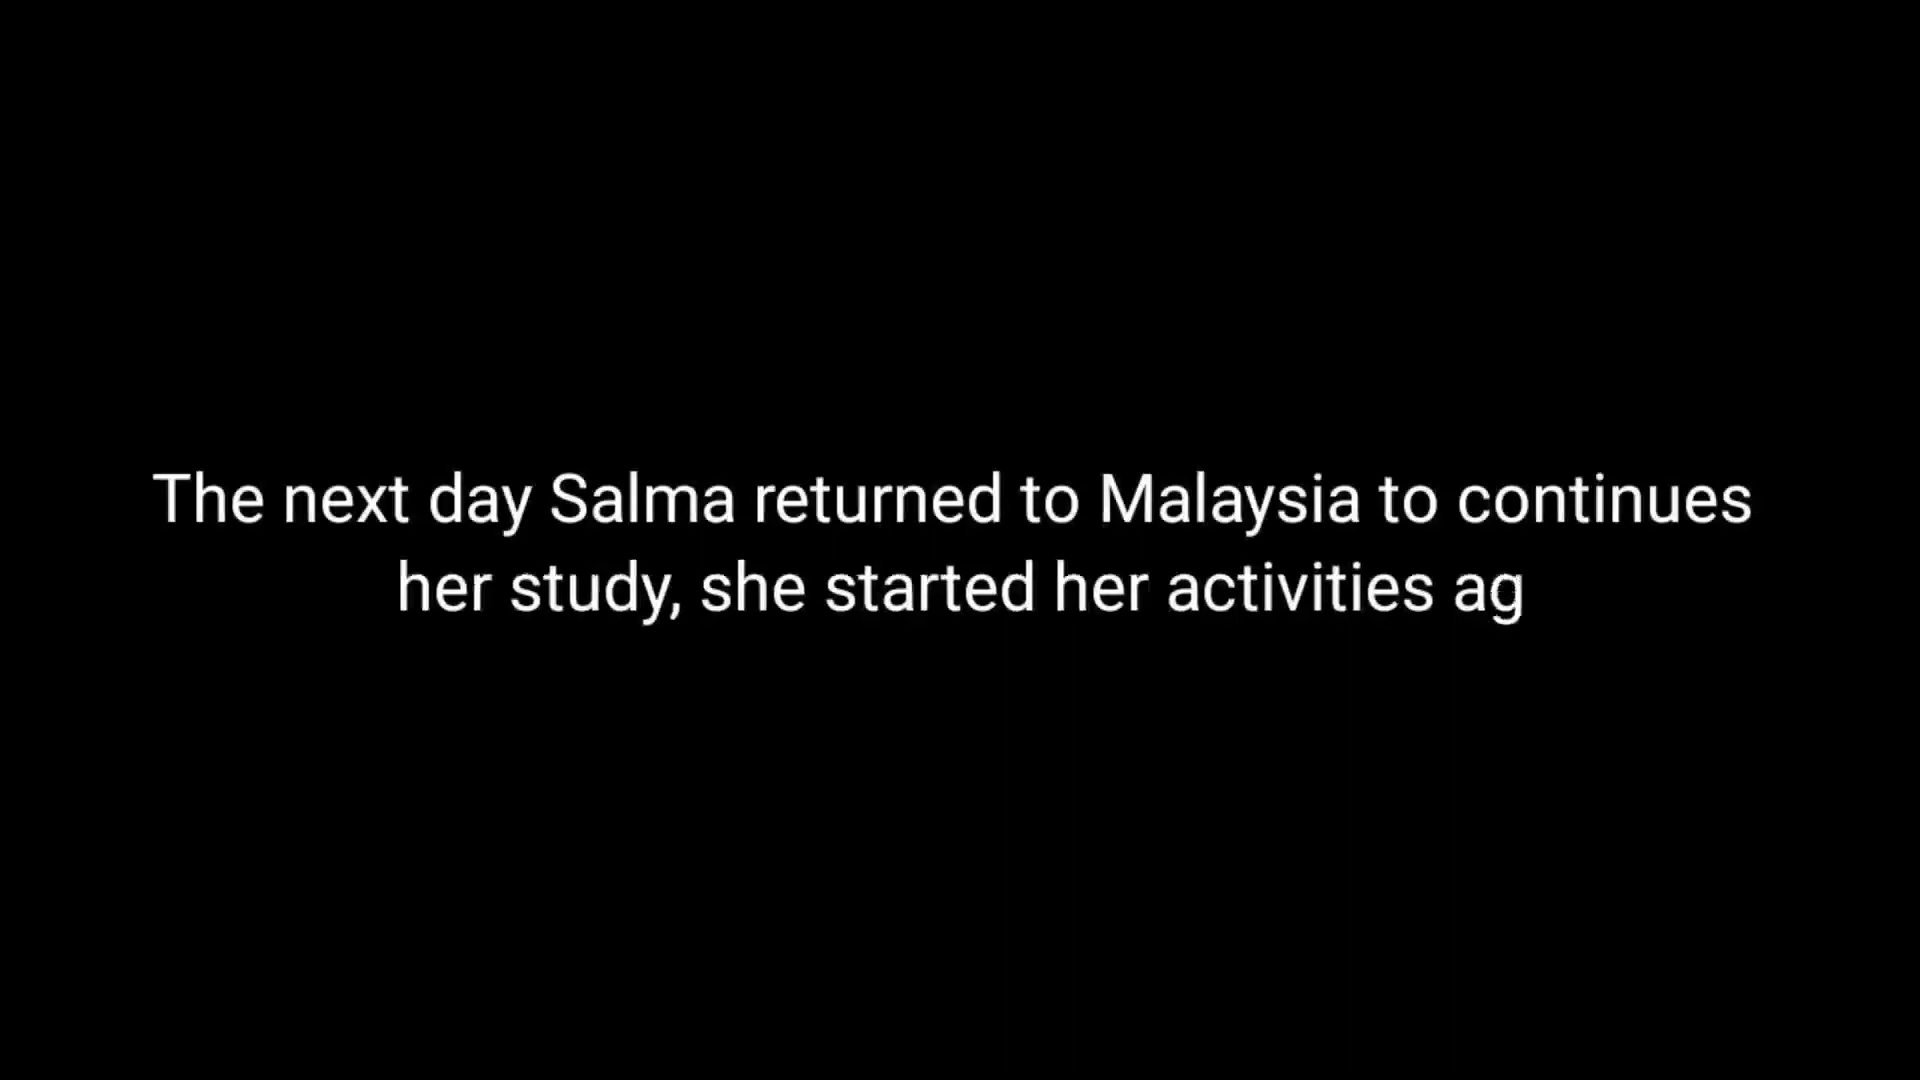 The next day Salma returned to Malaysia to continues
her study, she started her activities ag